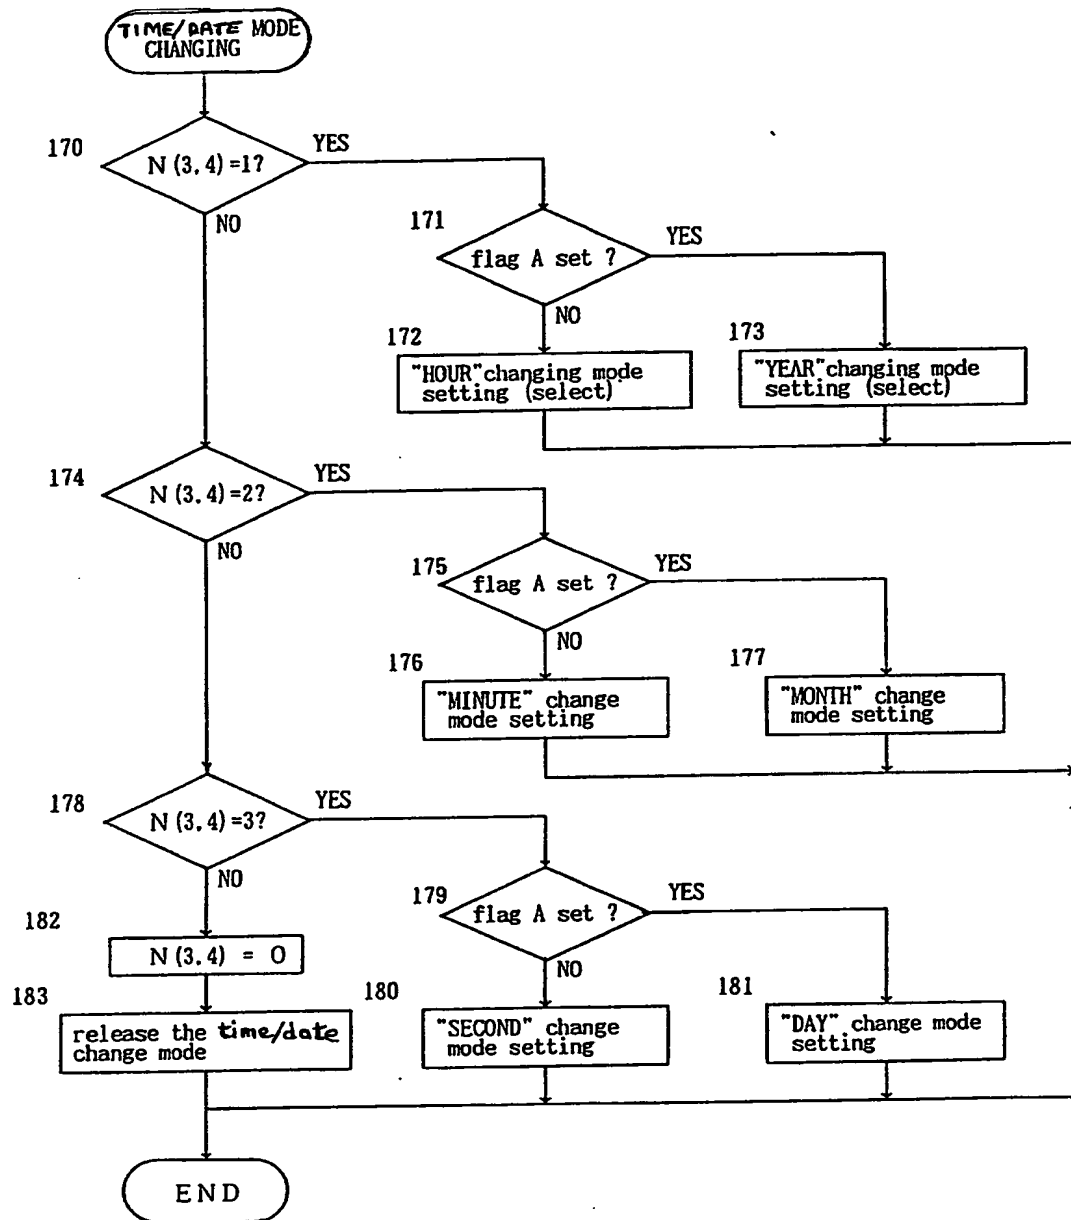 TIME/DATE MODE
CHANGING
170
N (3, 4) =1?
YES
NO
171
flag A set ?
YES
NO
172
"HOUR"changing mode
setting (select)
173
"YEAR"changing mode
setting (select)
174
N (3, 4) =2?
YES
NO
175
flag A set ?
YES
NO
176
"MINUTE" change
mode setting
177
"MONTH" change
mode setting
178
N (3, 4) =3?
YES
NO
179
flag A set ?
YES
NO
180
"SECOND" change
mode setting
181
"DAY" change mode
setting
182
N (3, 4) = 0
183
release the time/date
change mode
END